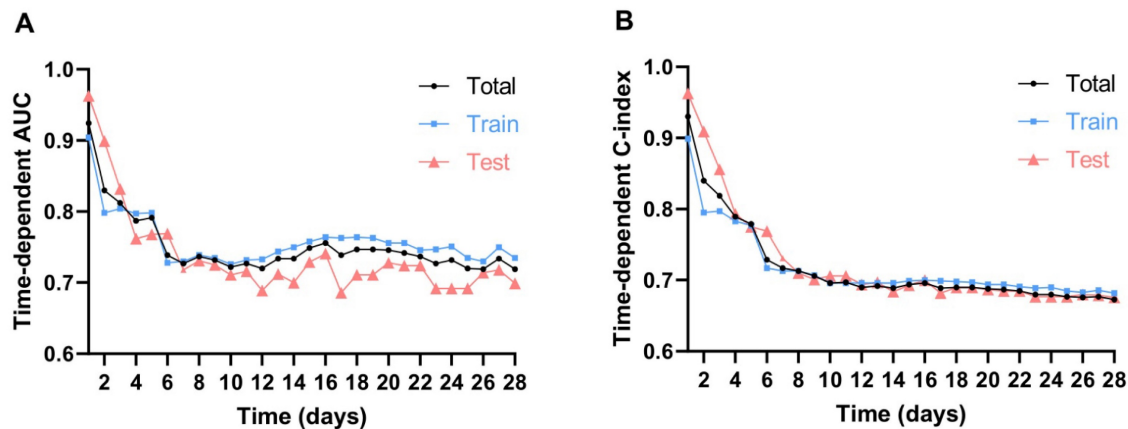 A
Time-dependent AUC
1.0
0.9
0.8
0.7
0.6
Total
Train
Test
2 4 6 8 10 12 14 16 18 20 22 24 26 28
Time (days)
B
Time-dependent C-index
1.0
0.9
0.8
0.7
0.6
Total
Train
Test
2 4 6 8 10 12 14 16 18 20 22 24 26 28
Time (days)